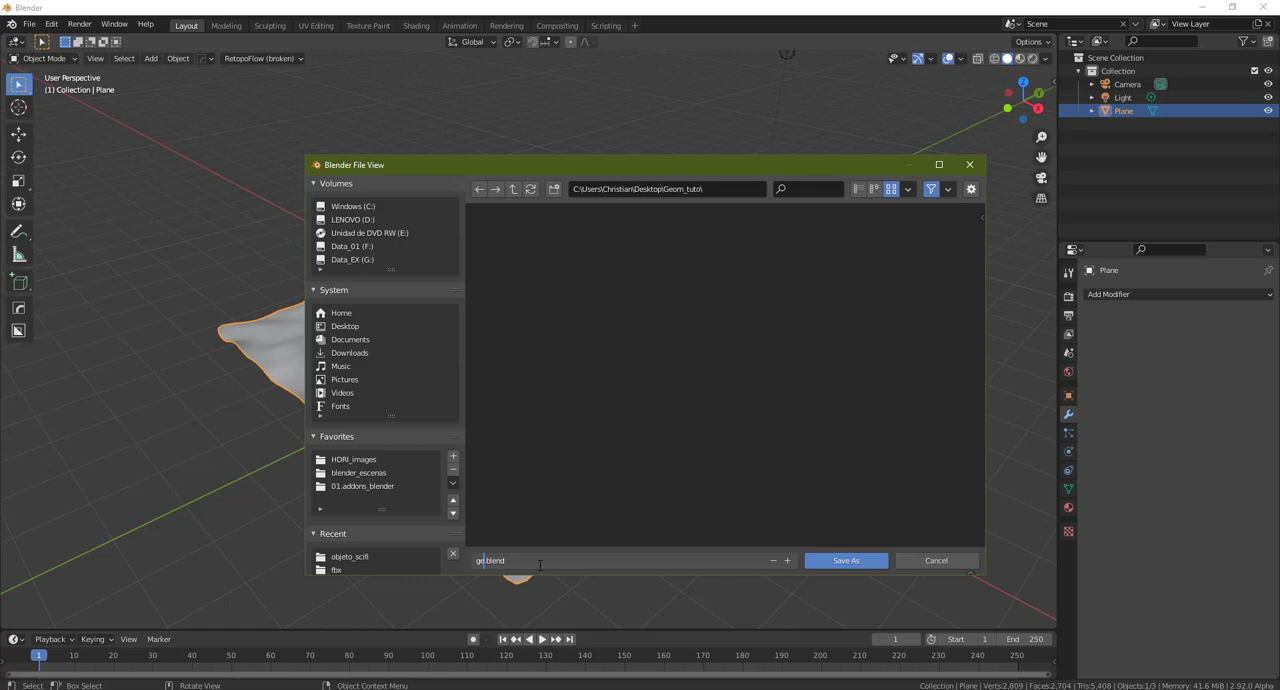 Blender
File Edit Render Window Help Layout Modeling Sculpting UV Editing Texture Paint Shading Animation Rendering Compositing Scripting + Scene View Layer
Global Options
Object Mode View Select Add Object RetopoFlow (broken)
User Perspective
(1) Collection | Plane
Z
Y
X
Scene Collection
Collection
Camera
Light
Plane
Plane
Add Modifier
Blender File View
Volumes
Windows (C:)
LENOVO (D:)
Unidad de DVD RW (E:)
Data_01 (F:)
Data_EX (G:)
System
Home
Desktop
Documents
Downloads
Music
Pictures
Videos
Fonts
Favorites
HDRI_images
blender_escenas
01.addons_blender
Recent
objeto_scifi
fbx
C:\Users\Christian\Desktop\Geom_tuto\
ge.blend
Save As
Cancel
Playback Keying View Marker 1 Start 1 End 250
1 10 20 30 40 50 60 70 80 90 100 110 120 130 140 150 160 170 180 190 200 210 220 230 240 250
Select Box Select Rotate View Object Context Menu Collection | Plane | Verts:2,809 | Faces:2,704 | Tris:5,408 | Objects:1/3 | Memory: 41.6 MiB | 2.92.0 Alpha